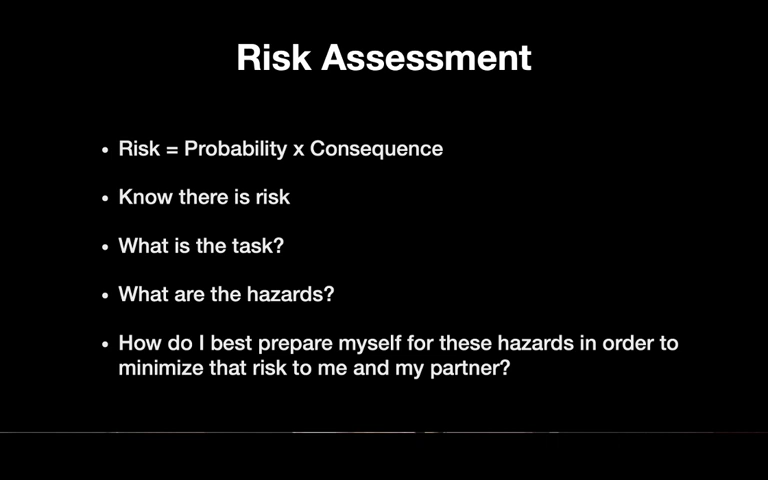 Risk Assessment
• Risk = Probability x Consequence
• Know there is risk
• What is the task?
• What are the hazards?
• How do I best prepare myself for these hazards in order to
minimize that risk to me and my partner?